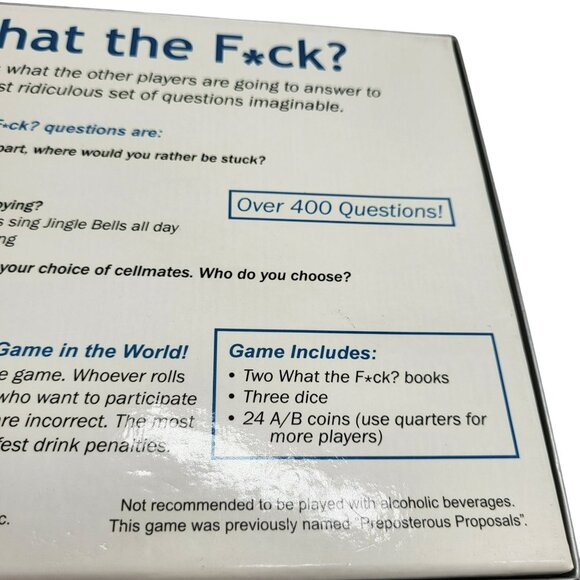 hat the F*ck?
what the other players are going to answer to
st ridiculous set of questions imaginable.
F*ck? questions are:
part, where would you rather be stuck?
oying?
s sing Jingle Bells all day
ng
Over 400 Questions!
your choice of cellmates. Who do you choose?
Game in the World!
e game. Whoever rolls
who want to participate
are incorrect. The most
fest drink penalties.
Game Includes:
• Two What the F*ck? books
• Three dice
• 24 A/B coins (use quarters for
more players)
Not recommended to be played with alcoholic beverages.
This game was previously named "Preposterous Proposals".
c.